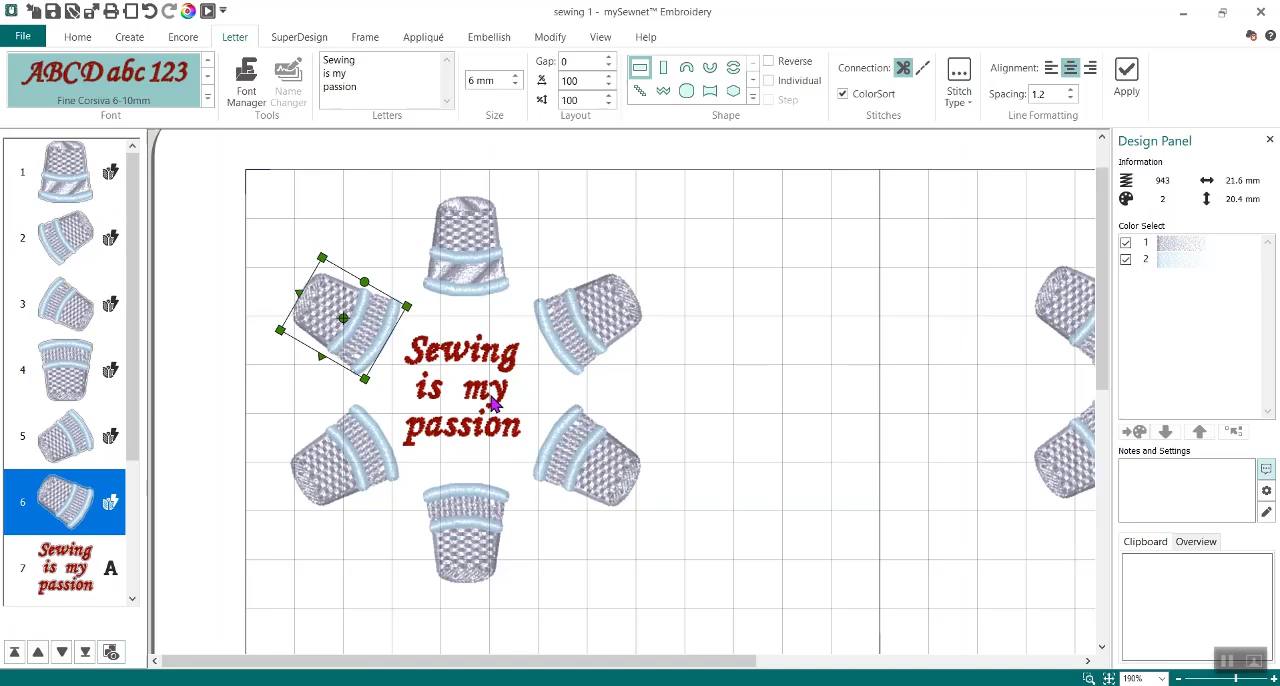 sewing 1 - mySewnet™ Embroidery
File Home Create Encore Letter SuperDesign Frame Appliqué Embellish Modify View Help
ABCD abc 123
Fine Corsiva 6-10mm
Font
Font Manager
Name Changer
Tools
Sewing
is my
passion
Letters
6 mm
Size
Gap: 0
100
100
Layout
Reverse
Individual
Step
Shape
Connection:
ColorSort
Stitches
Stitch Type
Alignment:
Spacing: 1.2
Line Formatting
Apply
1
2
3
4
5
6
Sewing
is my
passion
7 A
Sewing
is my
passion
Design Panel
Information
943 21.6 mm
2 20.4 mm
Color Select
1
2
Notes and Settings
Clipboard Overview
190%